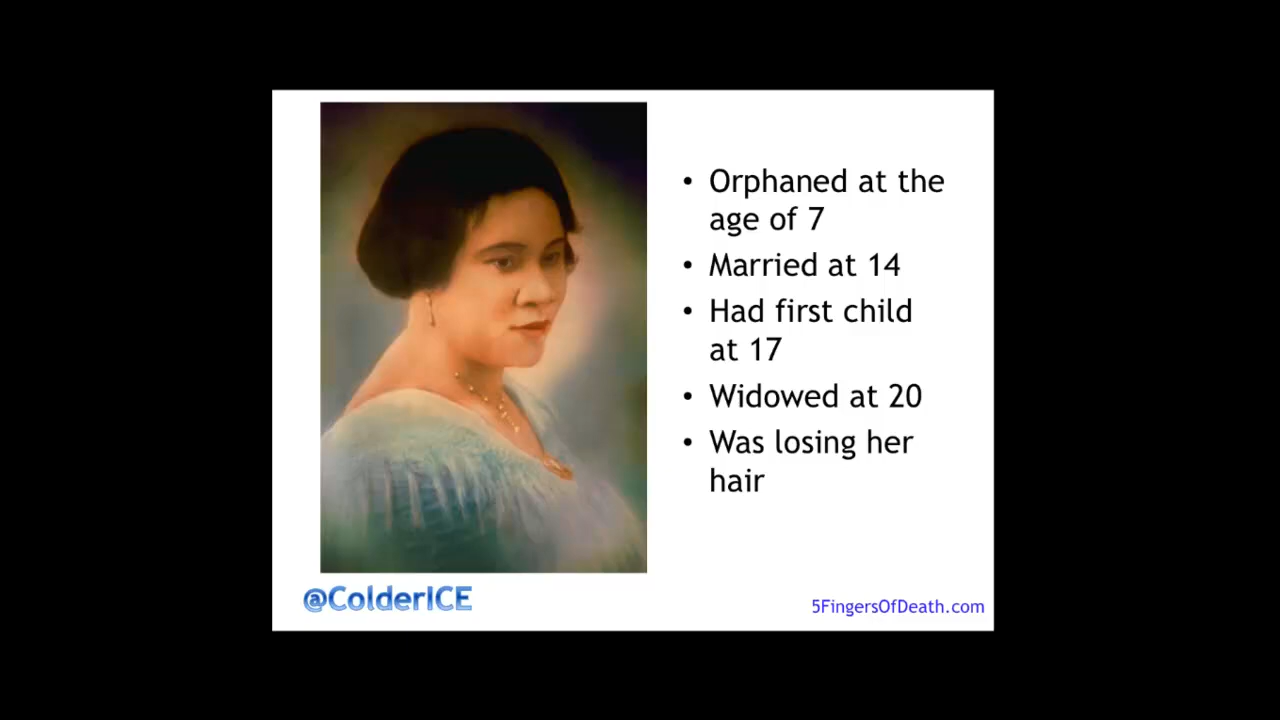 • Orphaned at the
age of 7
• Married at 14
• Had first child
at 17
• Widowed at 20
• Was losing her
hair
@ColderICE
5FingersOfDeath.com